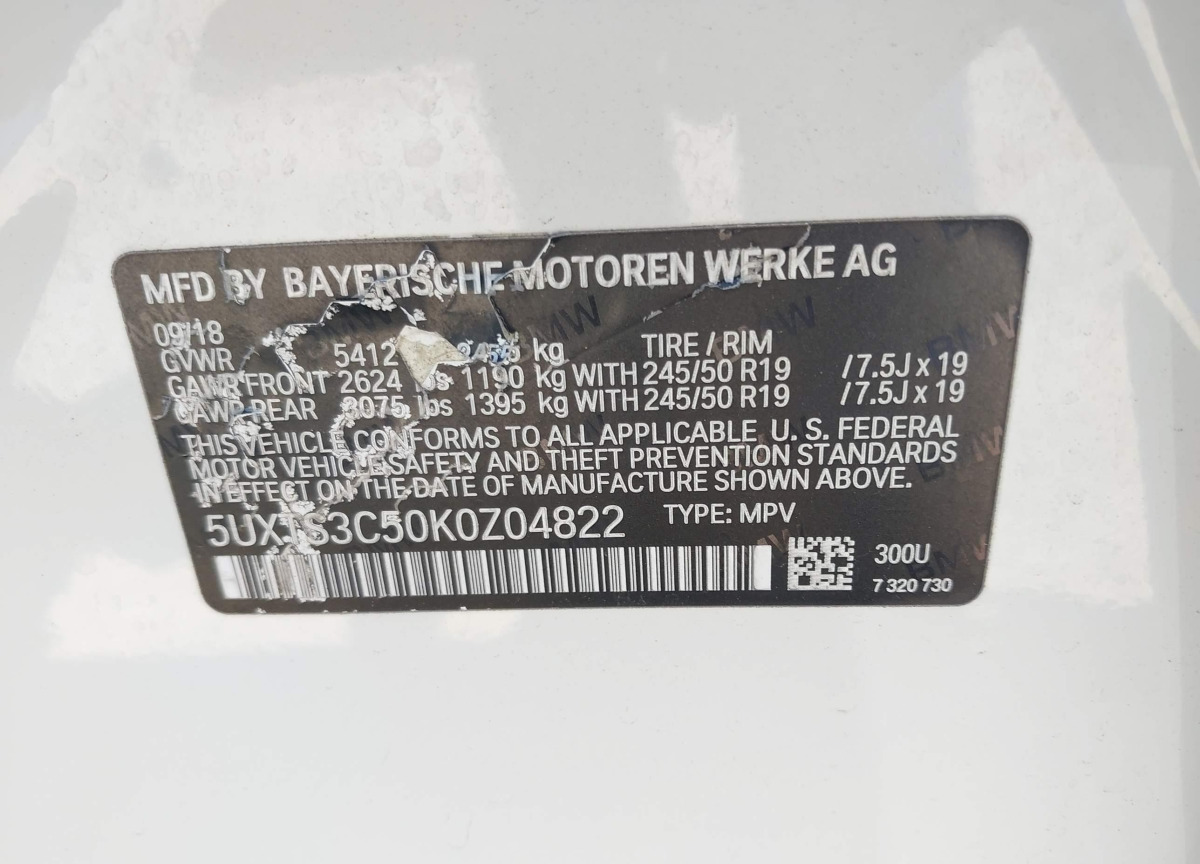 MFD BY BAYERISCHE MOTOREN WERKE AG
09/18
GVWR 5412 kg TIRE / RIM
GAWR FRONT 2624 lbs 1190 kg WITH 245/50 R19 /7.5J x 19
GAWR REAR 3075 lbs 1395 kg WITH 245/50 R19 /7.5J x 19
THIS VEHICLE CONFORMS TO ALL APPLICABLE U. S. FEDERAL
MOTOR VEHICLE SAFETY AND THEFT PREVENTION STANDARDS
IN EFFECT ON THE DATE OF MANUFACTURE SHOWN ABOVE.
5UXTS3C50K0Z04822 TYPE: MPV
300U
7 320 730